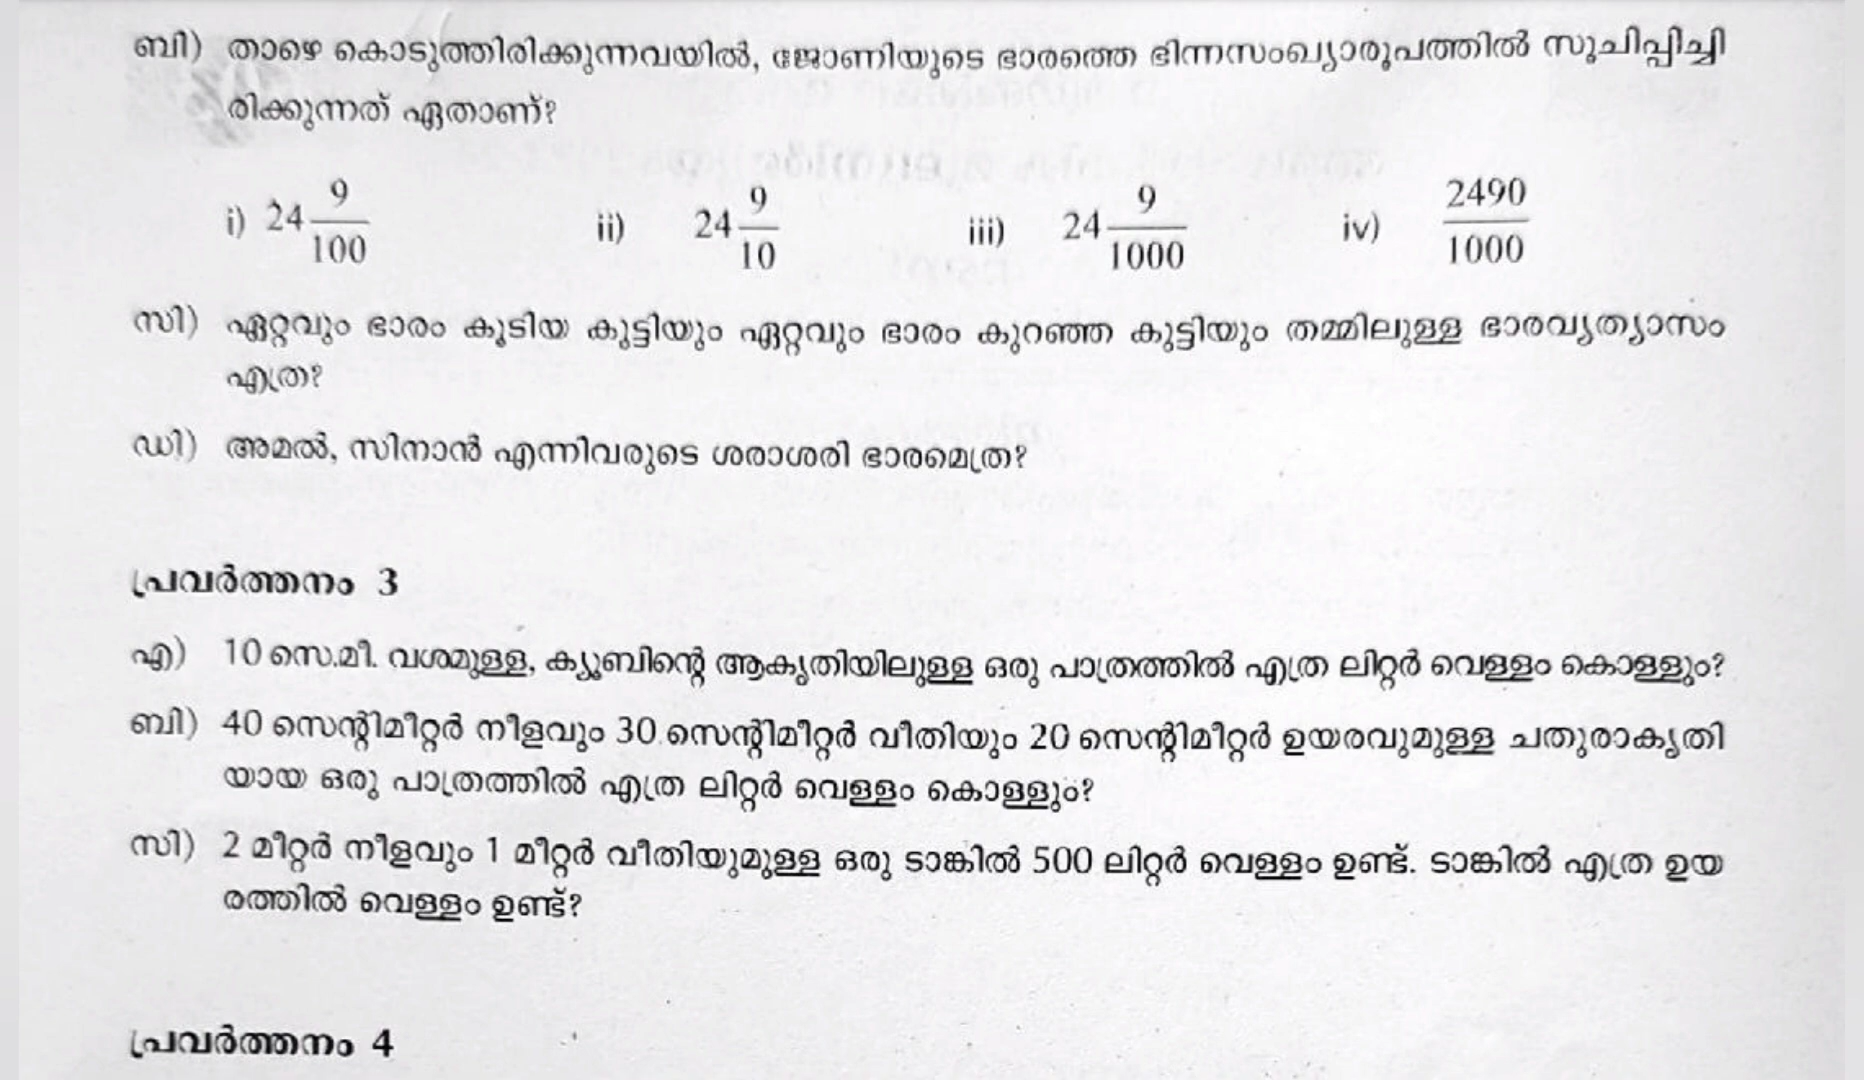 ബി) താഴെ കൊടുത്തിരിക്കുന്നവയിൽ, ജോണിയുടെ ഭാരത്തെ ഭിന്നസംഖ്യാരൂപത്തിൽ സൂചിപ്പിച്ചി
രിക്കുന്നത് ഏതാണ്?
i) 24 9/100 ii) 24 9/10 iii) 24 9/1000 iv) 2490/1000
സി) ഏറ്റവും ഭാരം കൂടിയ കുട്ടിയും ഏറ്റവും ഭാരം കുറഞ്ഞ കുട്ടിയും തമ്മിലുള്ള ഭാരവ്യത്യാസം
എത്ര?
ഡി) അമൽ, സിനാൻ എന്നിവരുടെ ശരാശരി ഭാരമെത്ര?
പ്രവർത്തനം 3
എ) 10 സെ.മീ. വശമുള്ള, ക്യൂബിന്റെ ആകൃതിയിലുള്ള ഒരു പാത്രത്തിൽ എത്ര ലിറ്റർ വെള്ളം കൊള്ളും?
ബി) 40 സെന്റിമീറ്റർ നീളവും 30 സെന്റിമീറ്റർ വീതിയും 20 സെന്റിമീറ്റർ ഉയരവുമുള്ള ചതുരാകൃതി
യായ ഒരു പാത്രത്തിൽ എത്ര ലിറ്റർ വെള്ളം കൊള്ളും?
സി) 2 മീറ്റർ നീളവും 1 മീറ്റർ വീതിയുമുള്ള ഒരു ടാങ്കിൽ 500 ലിറ്റർ വെള്ളം ഉണ്ട്. ടാങ്കിൽ എത്ര ഉയ
രത്തിൽ വെള്ളം ഉണ്ട്?
പ്രവർത്തനം 4